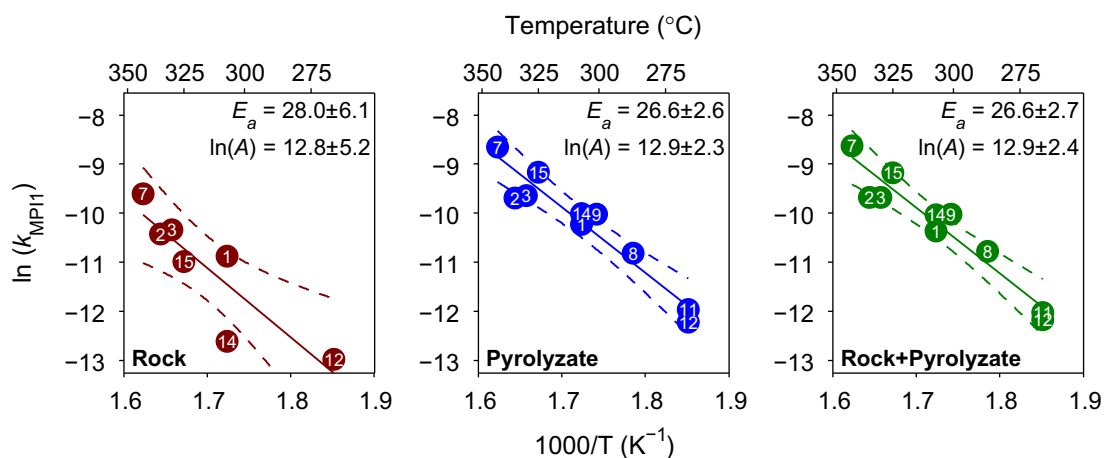 Temperature (°C)
350 325 300 275
350 325 300 275
350 325 300 275
ln (kMPI1)
−8
−9
−10
−11
−12
−13
Ea = 28.0±6.1
ln(A) = 12.8±5.2
7
3
2
15
1
14
12
Rock
1.6 1.7 1.8 1.9
−8
−9
−10
−11
−12
−13
Ea = 26.6±2.6
ln(A) = 12.9±2.3
7
15
2
3
14
9
1
8
11
12
Pyrolyzate
1.6 1.7 1.8 1.9
−8
−9
−10
−11
−12
−13
Ea = 26.6±2.7
ln(A) = 12.9±2.4
7
15
2
3
14
9
1
8
11
12
Rock+Pyrolyzate
1.6 1.7 1.8 1.9
1000/T (K−1)